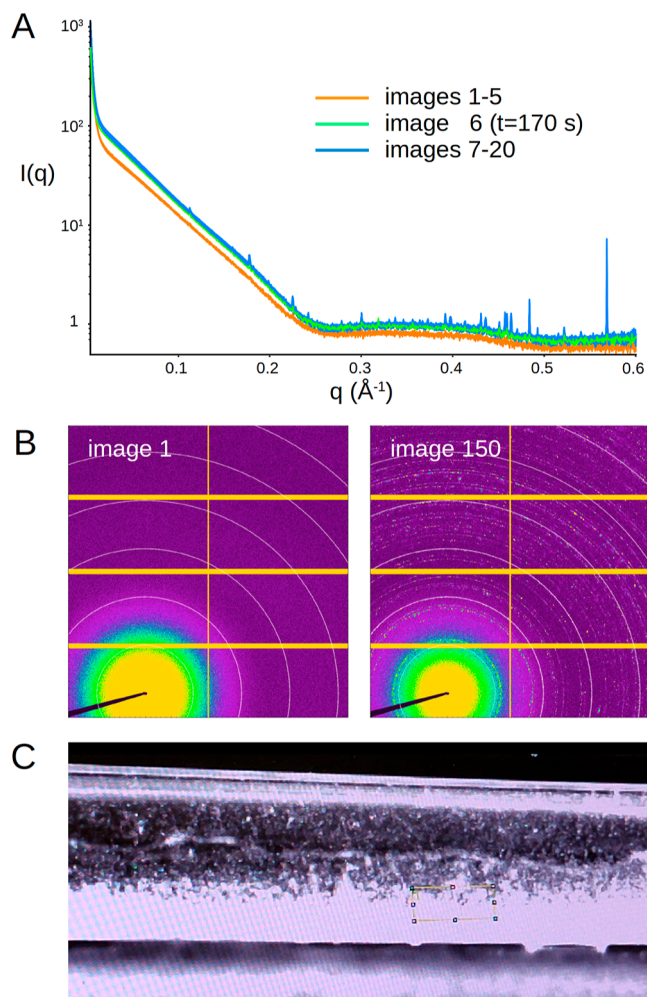 A
10³
10²
I(q)
10¹
1
images 1-5
image 6 (t=170 s)
images 7-20
0.1 0.2 0.3 0.4 0.5 0.6
q (Å⁻¹)
B
image 1
image 150
C